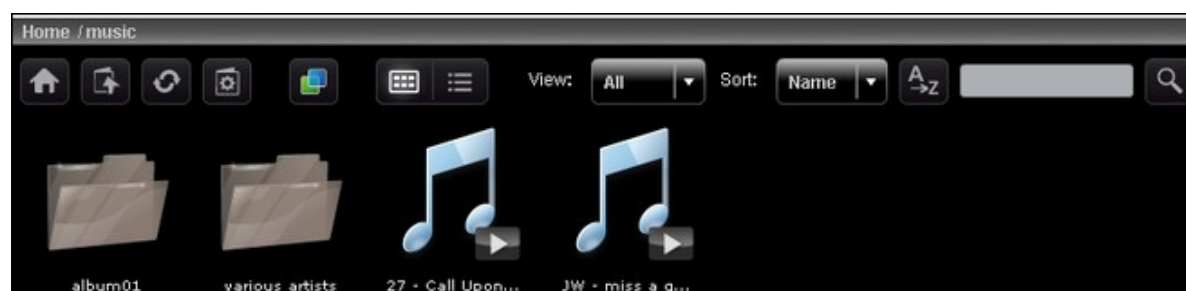 Home / music
View: All Sort: Name A→Z
album01 various artists 27 - Call Upon... JW - miss a g...